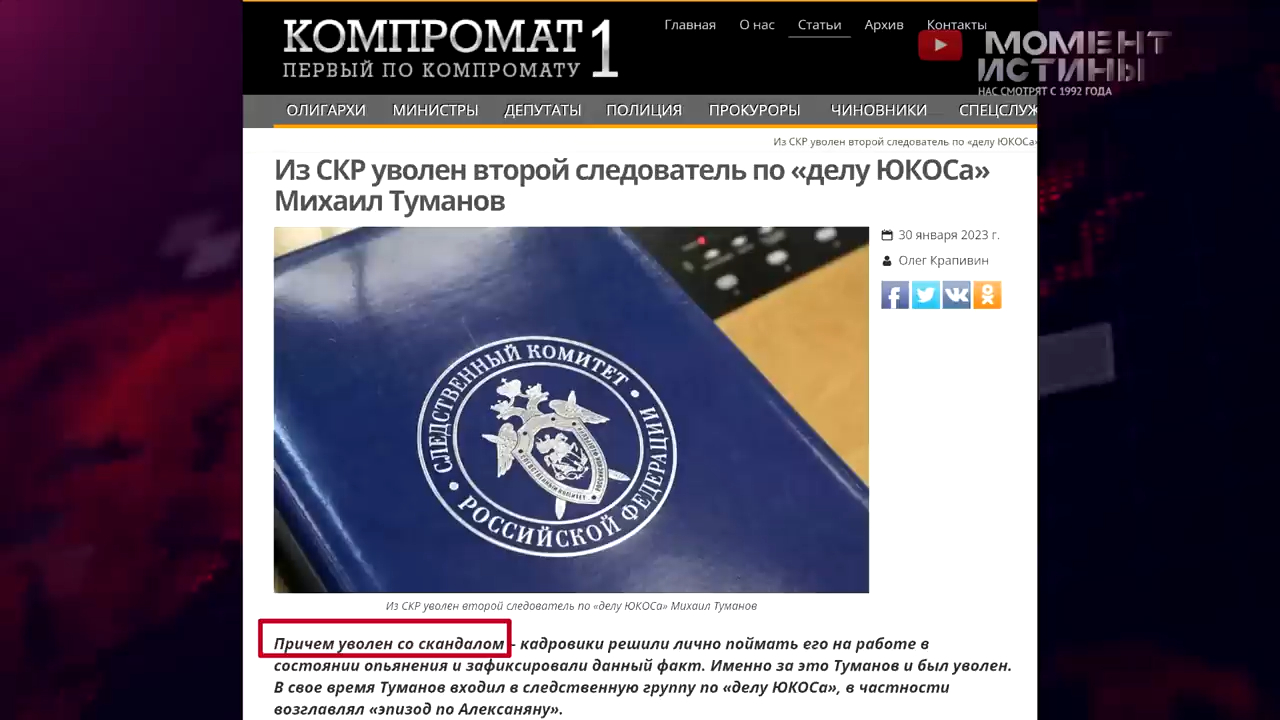 КОМПРОМАТ 1
ПЕРВЫЙ ПО КОМПРОМАТУ
Главная О нас Статьи Архив Контакты
МОМЕНТ
ИСТИНЫ
НАС СМОТРЯТ С 1992 ГОДА
ОЛИГАРХИ МИНИСТРЫ ДЕПУТАТЫ ПОЛИЦИЯ ПРОКУРОРЫ ЧИНОВНИКИ СПЕЦСЛУЖ
Из СКР уволен второй следователь по «делу ЮКОСа»
Из СКР уволен второй следователь по «делу ЮКОСа»
Михаил Туманов
30 января 2023 г.
Олег Крапивин
СЛЕДСТВЕННЫЙ КОМИТЕТ
РОССИЙСКОЙ ФЕДЕРАЦИИ
Из СКР уволен второй следователь по «делу ЮКОСа» Михаил Туманов
Причем уволен со скандалом - кадровики решили лично поймать его на работе в
состоянии опьянения и зафиксировали данный факт. Именно за это Туманов и был уволен.
В свое время Туманов входил в следственную группу по «делу ЮКОСа», в частности
возглавлял «эпизод по Алексаняну».